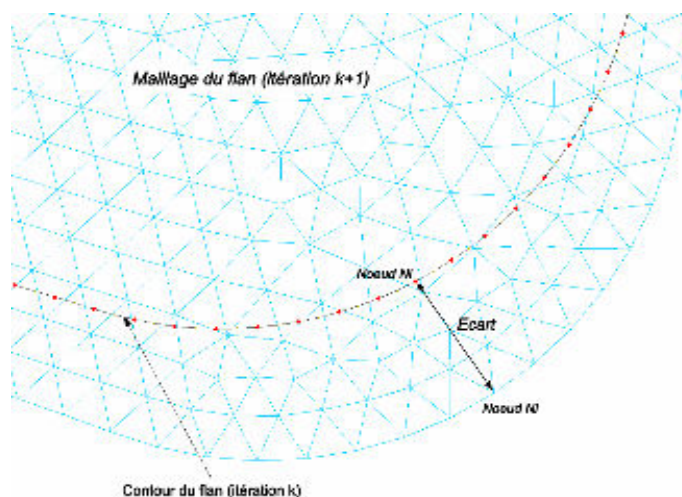 Maillage du flan (itération k+1)
Noeud Ni
Ecart
Noeud Ni
Contour du flan (itération k)